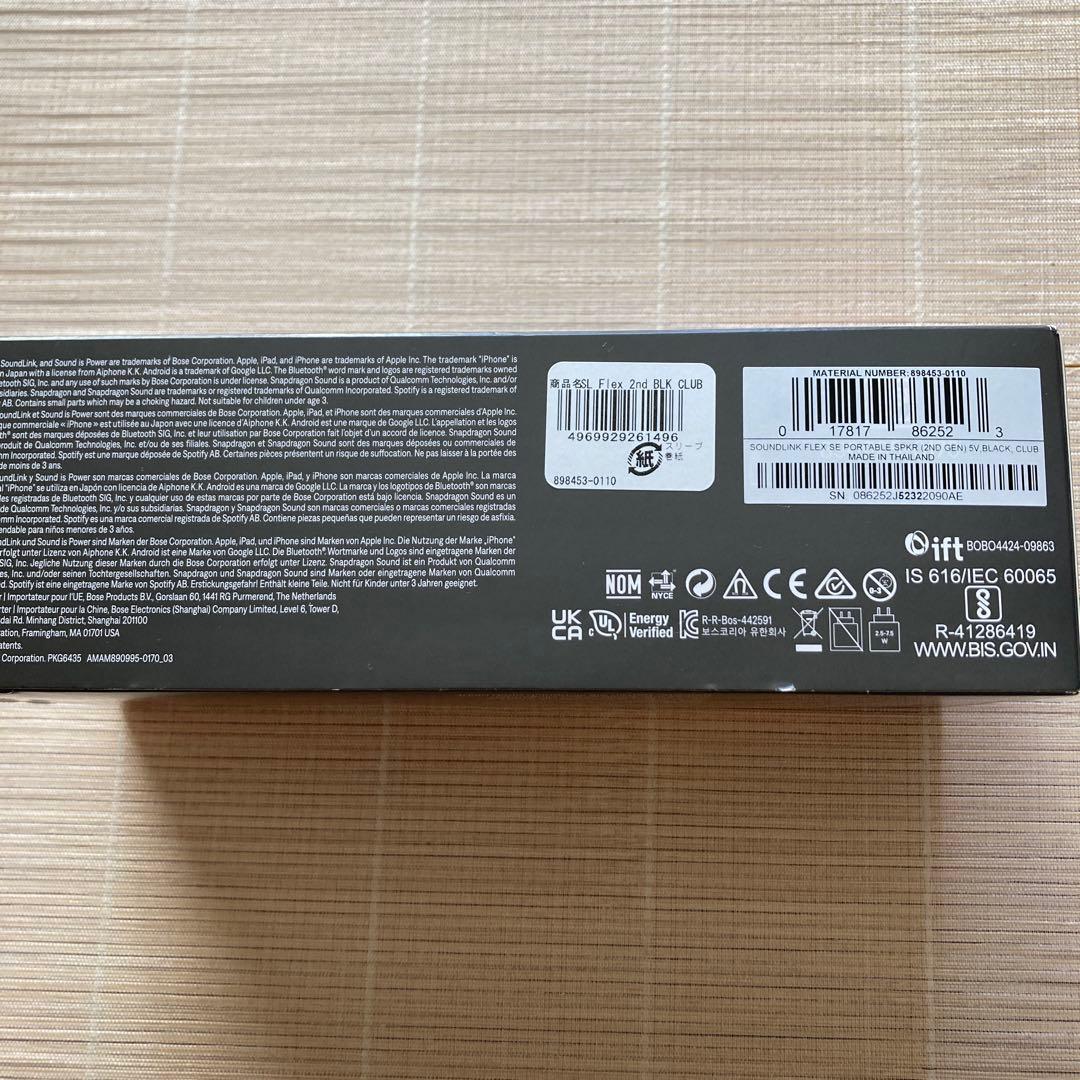 SoundLink, and Sound is Power are trademarks of Bose Corporation. Apple, iPad, and iPhone are trademarks of Apple Inc. The trademark "iPhone" is
n Japan with a license from Aiphone K.K. Android is a trademark of Google LLC. The Bluetooth® word mark and logos are registered trademarks
etooth SIG, Inc. and any use of such marks by Bose Corporation is under license. Snapdragon Sound is a product of Qualcomm Technologies, Inc. and/or
sidiaries. Snapdragon and Snapdragon Sound are trademarks or registered trademarks of Qualcomm Incorporated. Spotify is a registered trademark of
AB. Contains small parts which may be a choking hazard. Not suitable for children under age 3.
oundLink et Sound is Power sont des marques commerciales de Bose Corporation. Apple, iPad, et iPhone sont des marques commerciales d'Apple Inc.
que commerciale « iPhone » est utilisée au Japon avec une licence d'Aiphone K.K. Android est une marque de Google LLC. L'appellation et les logos
th® sont des marques déposées de Bluetooth SIG, Inc. et leur utilisation par Bose Corporation fait l'objet d'un accord de licence. Snapdragon
produit de Qualcomm Technologies, Inc. et/ou de ses filiales. Snapdragon et Snapdragon Sound sont des marques déposées ou commerciales de
mm Incorporated. Spotify est une marque déposée de Spotify AB. Certaines pièces présentent un risque de suffocation. Ne pas laisser à la portée des
de moins de 3 ans.
undLink y Sound is Power son marcas comerciales de Bose Corporation. Apple, iPad, y iPhone son marcas comerciales de Apple Inc. La marca
l "iPhone" se utiliza en Japón con licencia de Aiphone K.K. Android es una marca de Google LLC. La marca y los logotipos de Bluetooth® son marcas
les registradas de Bluetooth SIG, Inc. y cualquier uso de estas marcas por parte de Bose Corporation está bajo licencia. Snapdragon Sound es un
de Qualcomm Technologies, Inc. y/o sus subsidiarias. Snapdragon y Snapdragon Sound son marcas comerciales o marcas comerciales registradas
mm Incorporated. Spotify es una marca comercial registrada de Spotify AB. Contiene piezas pequeñas que pueden representar un riesgo de asfixia.
endable para niños menores de 3 años.
undLink und Sound is Power sind Marken der Bose Corporation. Apple, iPad, und iPhone sind Marken von Apple Inc. Die Nutzung der Marke „iPhone"
erfolgt unter Lizenz von Aiphone K.K. Android ist eine Marke von Google LLC. Die Bluetooth®. Wortmarke und Logos sind eingetragene Marken der
SIG, Inc. Jegliche Nutzung dieser Marken durch die Bose Corporation erfolgt unter Lizenz. Snapdragon Sound ist ein Produkt von Qualcomm
es, Inc. und/oder seinen Tochtergesellschaften. Snapdragon und Snapdragon Sound sind Marken oder eingetragene Marken von Qualcomm
d. Spotify ist eine eingetragene Marke von Spotify AB. Erstickungsgefahr! Enthält kleine Teile. Nicht für Kinder unter 3 Jahren geeignet.
r | Importateur pour l'UE, Bose Products B.V., Gorslaan 60, 1441 RG Purmerend, The Netherlands
rter | Importateur pour la Chine, Bose Electronics (Shanghai) Company Limited, Level 6, Tower D,
dai Rd. Minhang District, Shanghai 201100
ration, Framingham, MA 01701 USA
atents.
Corporation. PKG6435 AMAM890995-0170_03
商品名SL Flex 2nd BLK CLUB
4969929261496
紙
スリーブ
巻紙
898453-0110
MATERIAL NUMBER:898453-0110
0 17817 86252 3
SOUNDLINK FLEX SE PORTABLE SPKR (2ND GEN) 5V,BLACK, CLUB
MADE IN THAILAND
SN 086252J52322090AE
ift BOBO4424-09863
IS 616/IEC 60065
R-41286419
WWW.BIS.GOV.IN
NOM NYCE CE 0-3
UK CA c UL US Energy Verified
R-R-Bos-442591
보스코리아 유한회사
2.5-7.5
W